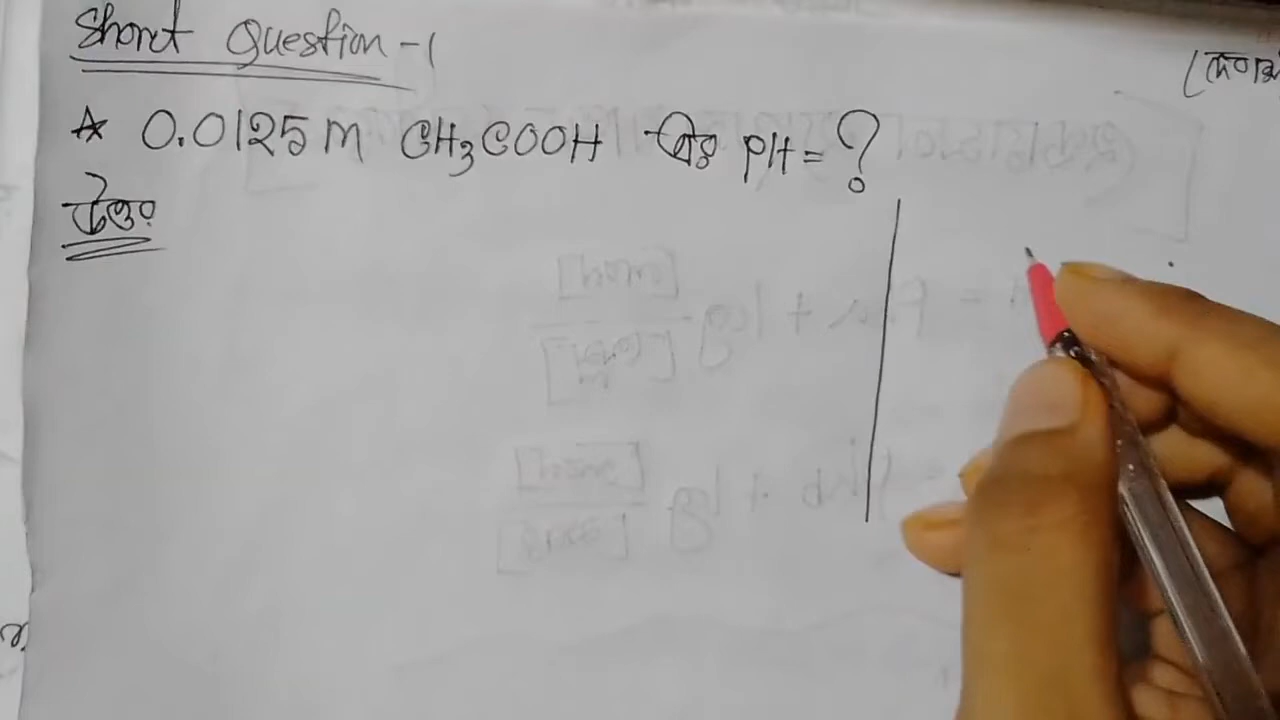 Short Question-1
☆ 0.0125 M CH₃COOH এর pH = ?
উত্তর